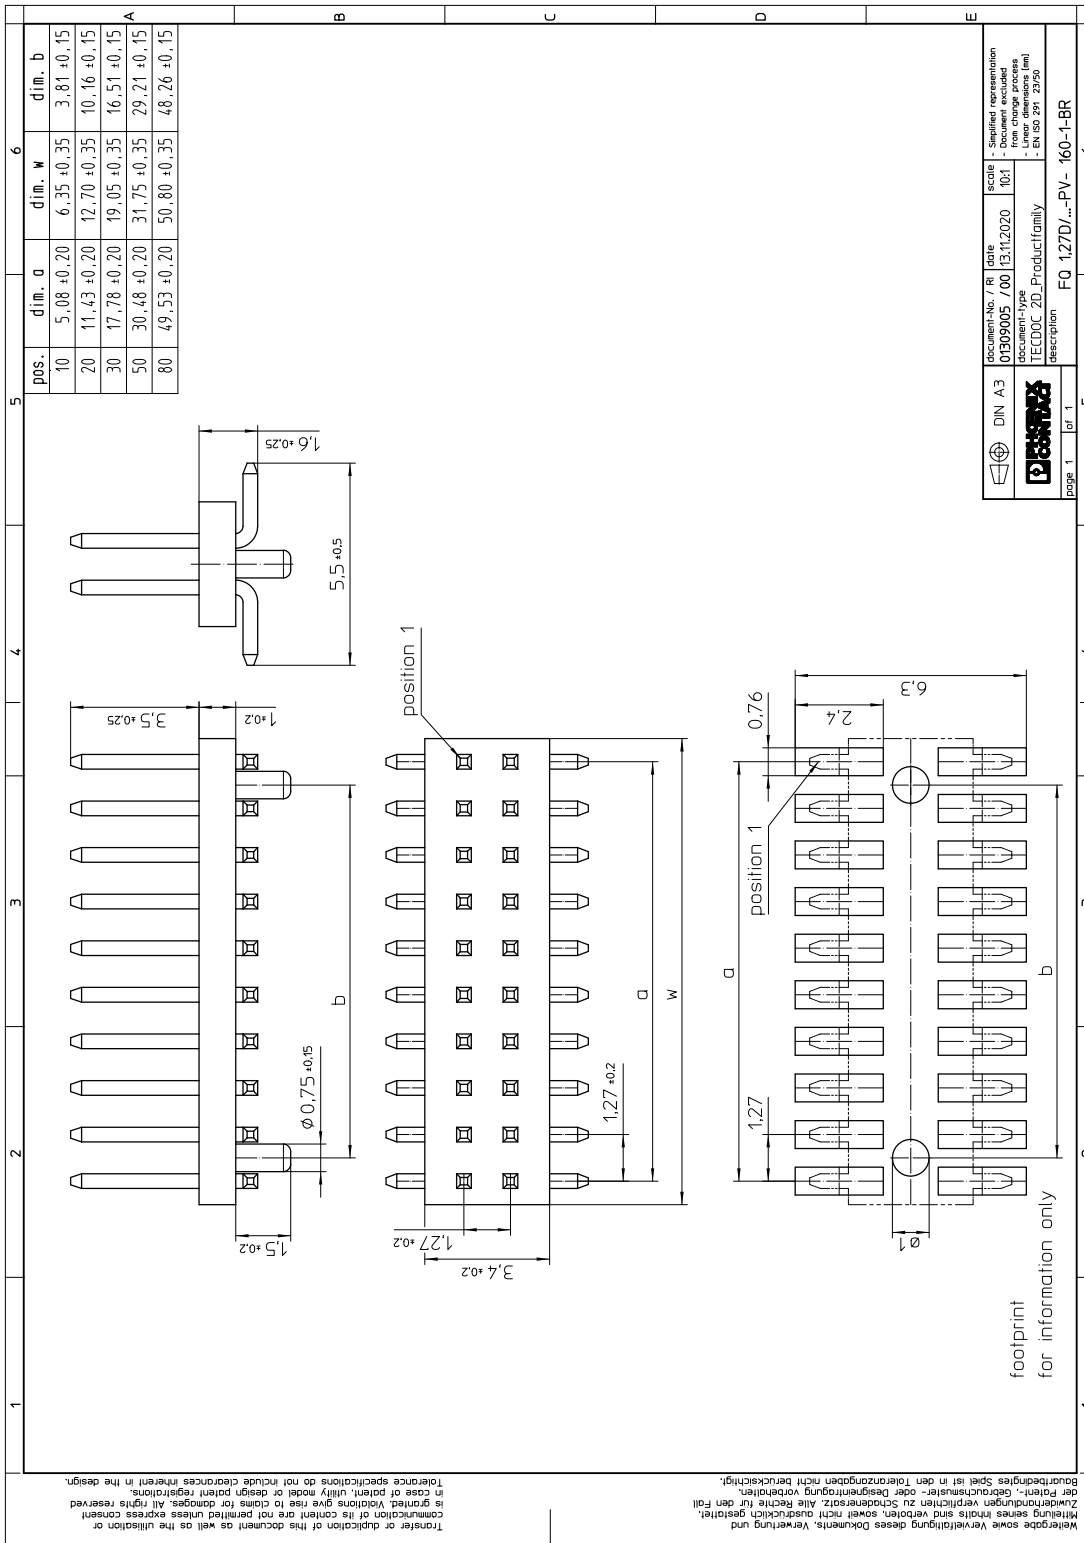 pos. dim. a dim. w dim. b
10 5,08 ±0,20 6,35 ±0,35 3,81 ±0,15
20 11,43 ±0,20 12,70 ±0,35 10,16 ±0,15
30 17,78 ±0,20 19,05 ±0,35 16,51 ±0,15
50 30,48 ±0,20 31,75 ±0,35 29,21 ±0,15
80 49,53 ±0,20 50,80 ±0,35 48,26 ±0,15
1 2 3 4 5 6
A
B
C
D
E
3,5 ±0,25
1 ±0,2
b
Ø 0,75 ±0,15
1,5 ±0,2
1,6 ±0,25
5,5 ±0,5
position 1
a
w
1,27 ±0,2
1,27 ±0,2
3,4 ±0,2
0,76
2,4
6,3
position 1
a
1,27
b
Ø1
footprint
for information only
DIN A3
PHOENIX
CONTACT
page 1 of 1
document-No. / RI
01309005 / 00
date
13.11.2020
scale
10:1
- Simplified representation
- Document excluded
from change process
- Linear dimensions [mm]
- EN ISO 291 23/50
document-type
TECDOC 2D_Productfamily
description
FQ 1,27D/...-PV- 160-1-BR
Transfer or duplication of this document as well as the utilisation or
communication of its content are not permitted unless express consent
is granted. Violations give rise to claims for damages. All rights reserved
in case of patent, utility model or design patent registrations.
Tolerance specifications do not include clearances inherent in the design.
Weitergabe sowie Vervielfältigung dieses Dokuments, Verwertung und
Mitteilung seines Inhalts sind verboten, soweit nicht ausdrücklich gestattet.
Zuwiderhandlungen verpflichten zu Schadenersatz. Alle Rechte für den Fall
der Patent-, Gebrauchsmuster- oder Designeintragung vorbehalten.
Bauartbedingtes Spiel ist in den Toleranzangaben nicht berücksichtigt.